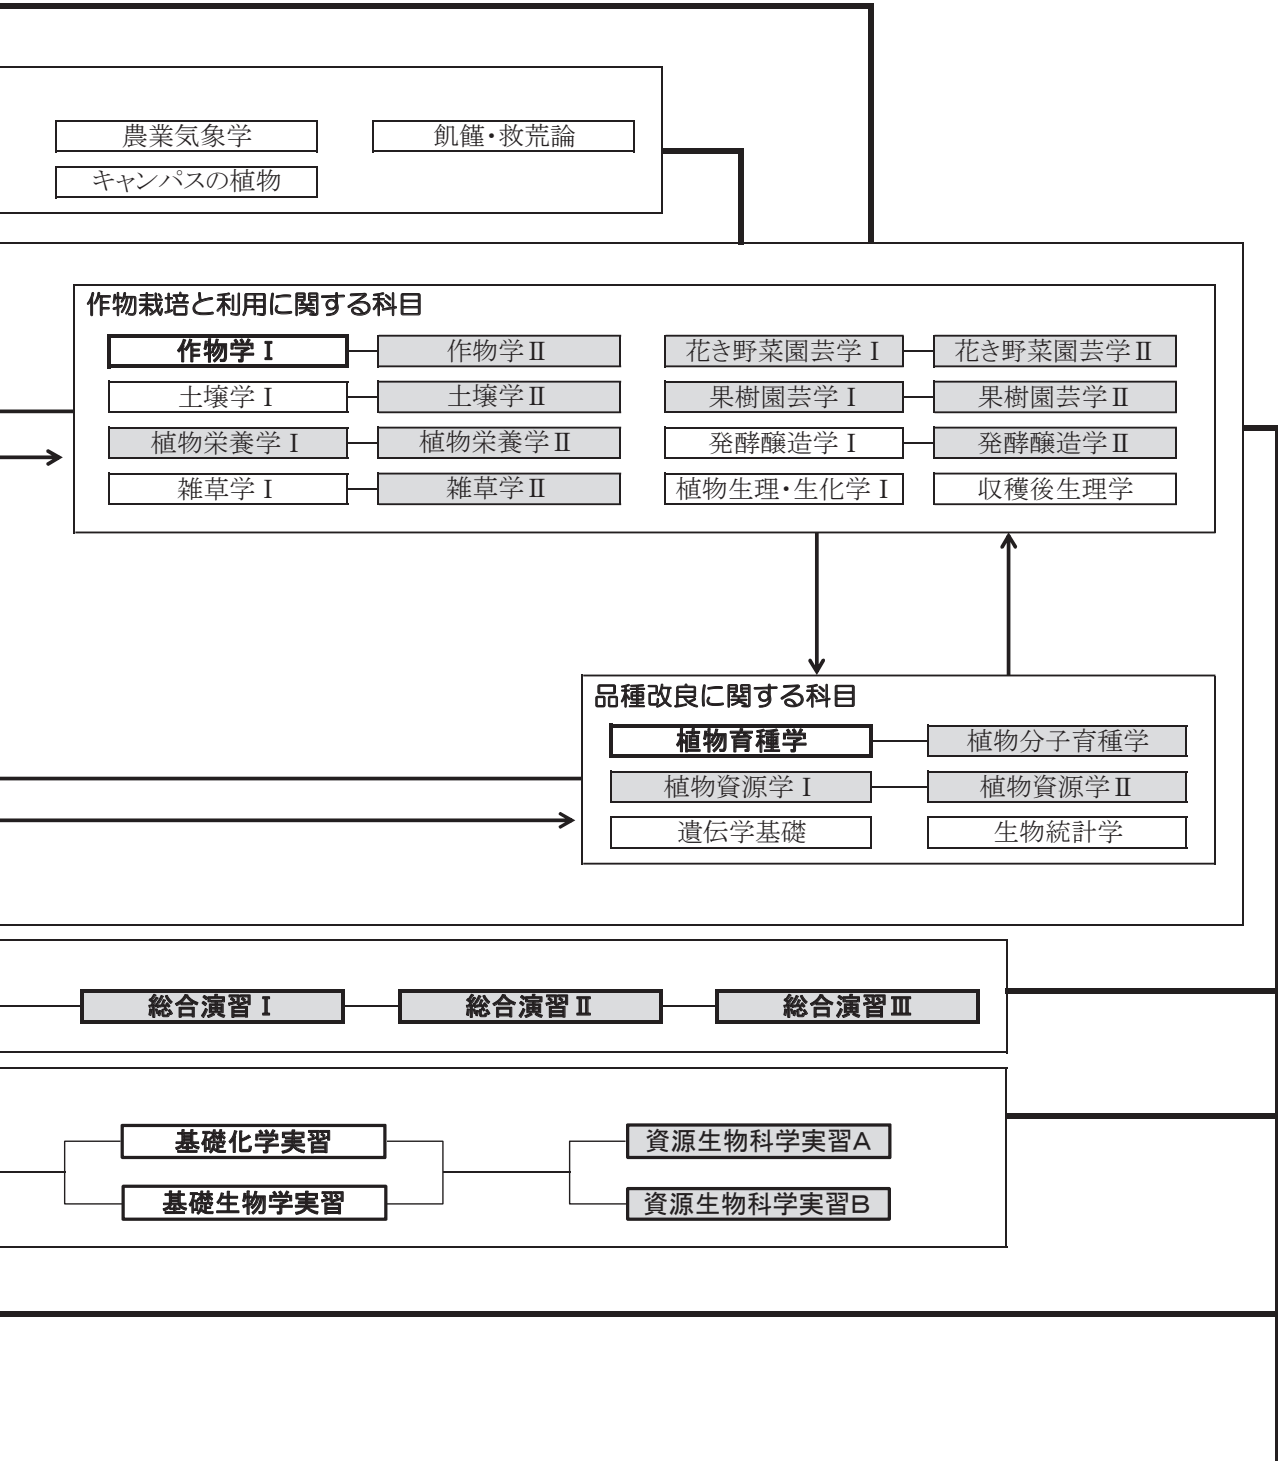 農業気象学
飢饉・救荒論
キャンパスの植物
作物栽培と利用に関する科目
作物学Ⅰ
作物学Ⅱ
花き野菜園芸学Ⅰ
花き野菜園芸学Ⅱ
土壌学Ⅰ
土壌学Ⅱ
果樹園芸学Ⅰ
果樹園芸学Ⅱ
植物栄養学Ⅰ
植物栄養学Ⅱ
発酵醸造学Ⅰ
発酵醸造学Ⅱ
雑草学Ⅰ
雑草学Ⅱ
植物生理・生化学Ⅰ
収穫後生理学
品種改良に関する科目
植物育種学
植物分子育種学
植物資源学Ⅰ
植物資源学Ⅱ
遺伝学基礎
生物統計学
総合演習Ⅰ
総合演習Ⅱ
総合演習Ⅲ
基礎化学実習
資源生物科学実習A
基礎生物学実習
資源生物科学実習B